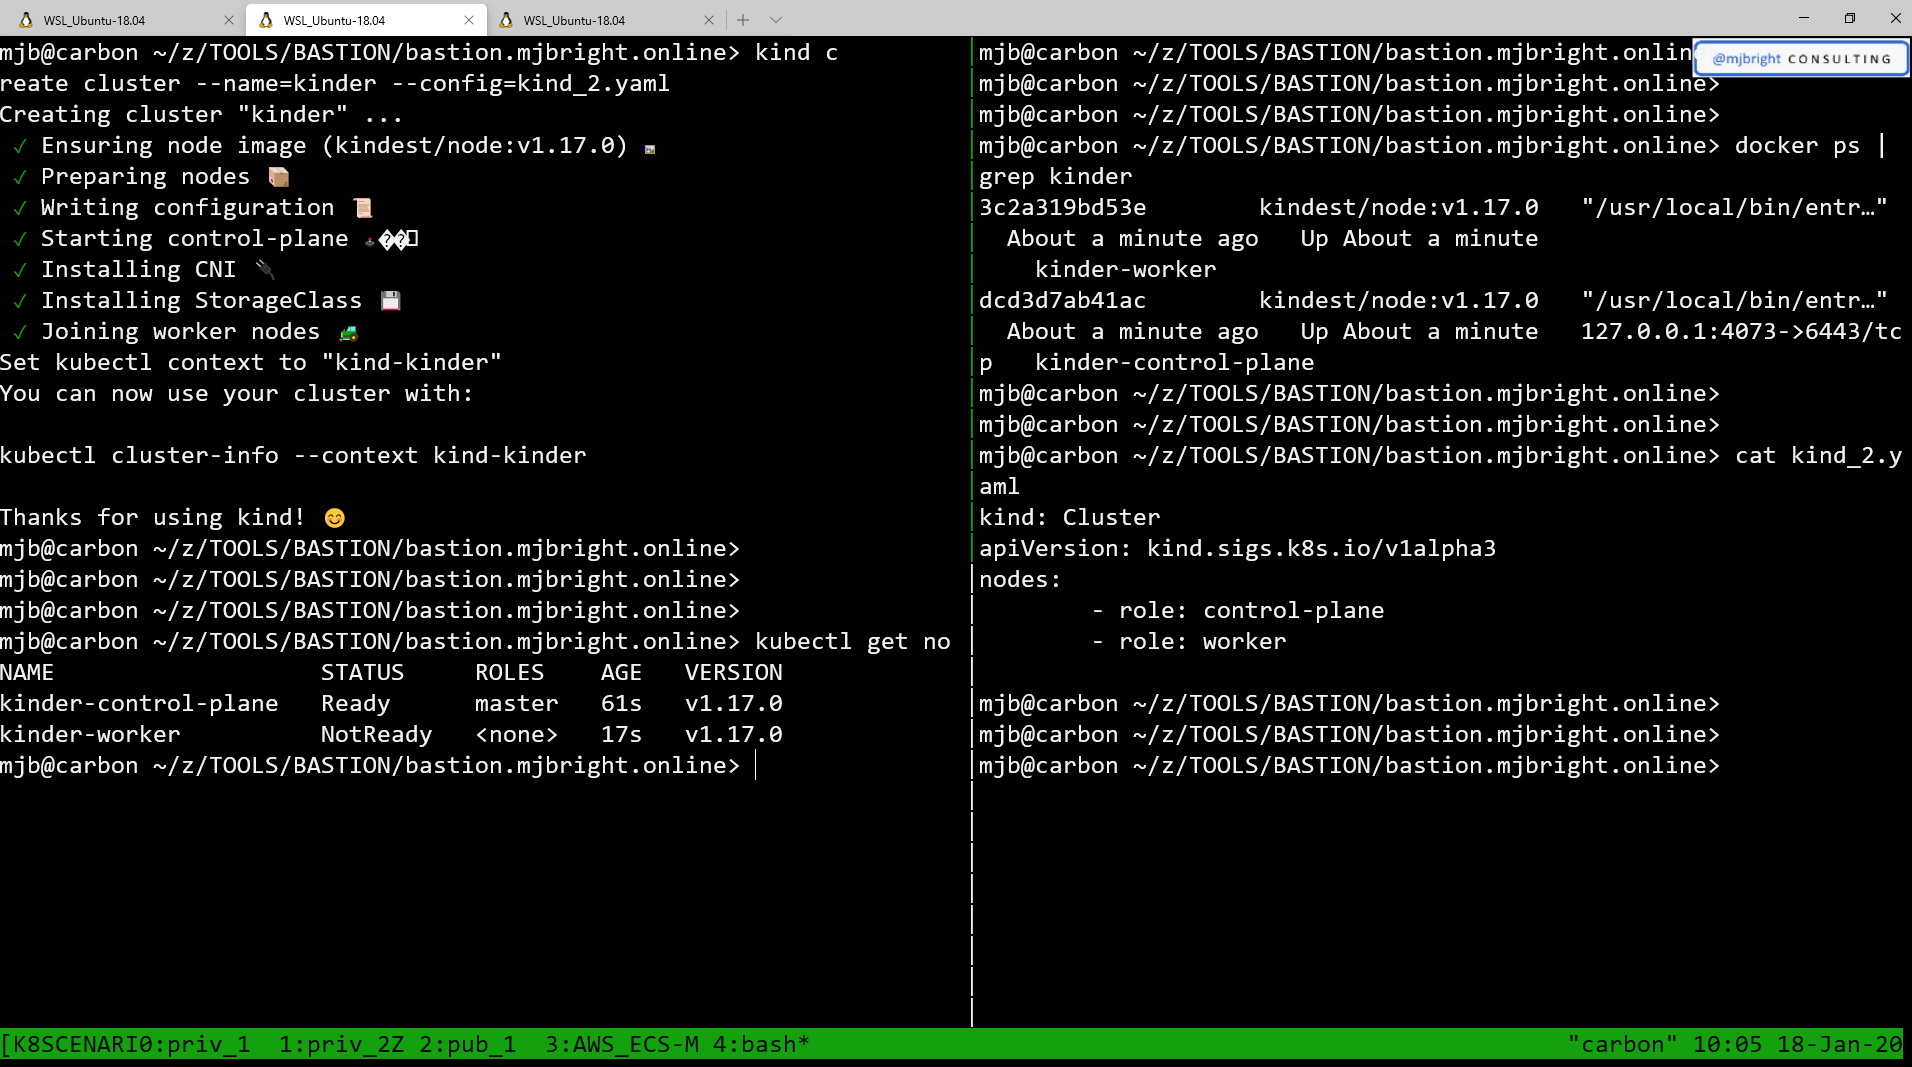 WSL_Ubuntu-18.04
WSL_Ubuntu-18.04
WSL_Ubuntu-18.04
mjb@carbon ~/z/TOOLS/BASTION/bastion.mjbright.online> kind c
reate cluster --name=kinder --config=kind_2.yaml
Creating cluster "kinder" ...
✓ Ensuring node image (kindest/node:v1.17.0) 🖼
✓ Preparing nodes 📦
✓ Writing configuration 📜
✓ Starting control-plane 🕹��
✓ Installing CNI 🔌
✓ Installing StorageClass 💾
✓ Joining worker nodes 🚜
Set kubectl context to "kind-kinder"
You can now use your cluster with:
kubectl cluster-info --context kind-kinder
Thanks for using kind! 😊
mjb@carbon ~/z/TOOLS/BASTION/bastion.mjbright.online>
mjb@carbon ~/z/TOOLS/BASTION/bastion.mjbright.online>
mjb@carbon ~/z/TOOLS/BASTION/bastion.mjbright.online>
mjb@carbon ~/z/TOOLS/BASTION/bastion.mjbright.online> kubectl get no
NAME STATUS ROLES AGE VERSION
kinder-control-plane Ready master 61s v1.17.0
kinder-worker NotReady <none> 17s v1.17.0
mjb@carbon ~/z/TOOLS/BASTION/bastion.mjbright.online>
mjb@carbon ~/z/TOOLS/BASTION/bastion.mjbright.online
@mjbright CONSULTING
mjb@carbon ~/z/TOOLS/BASTION/bastion.mjbright.online>
mjb@carbon ~/z/TOOLS/BASTION/bastion.mjbright.online>
mjb@carbon ~/z/TOOLS/BASTION/bastion.mjbright.online> docker ps |
grep kinder
3c2a319bd53e kindest/node:v1.17.0 "/usr/local/bin/entr…"
About a minute ago Up About a minute
kinder-worker
dcd3d7ab41ac kindest/node:v1.17.0 "/usr/local/bin/entr…"
About a minute ago Up About a minute 127.0.0.1:4073->6443/tc
p kinder-control-plane
mjb@carbon ~/z/TOOLS/BASTION/bastion.mjbright.online>
mjb@carbon ~/z/TOOLS/BASTION/bastion.mjbright.online>
mjb@carbon ~/z/TOOLS/BASTION/bastion.mjbright.online> cat kind_2.y
aml
kind: Cluster
apiVersion: kind.sigs.k8s.io/v1alpha3
nodes:
- role: control-plane
- role: worker
mjb@carbon ~/z/TOOLS/BASTION/bastion.mjbright.online>
mjb@carbon ~/z/TOOLS/BASTION/bastion.mjbright.online>
mjb@carbon ~/z/TOOLS/BASTION/bastion.mjbright.online>
[K8SCENARI0:priv_1 1:priv_2Z 2:pub_1 3:AWS_ECS-M 4:bash* "carbon" 10:05 18-Jan-20